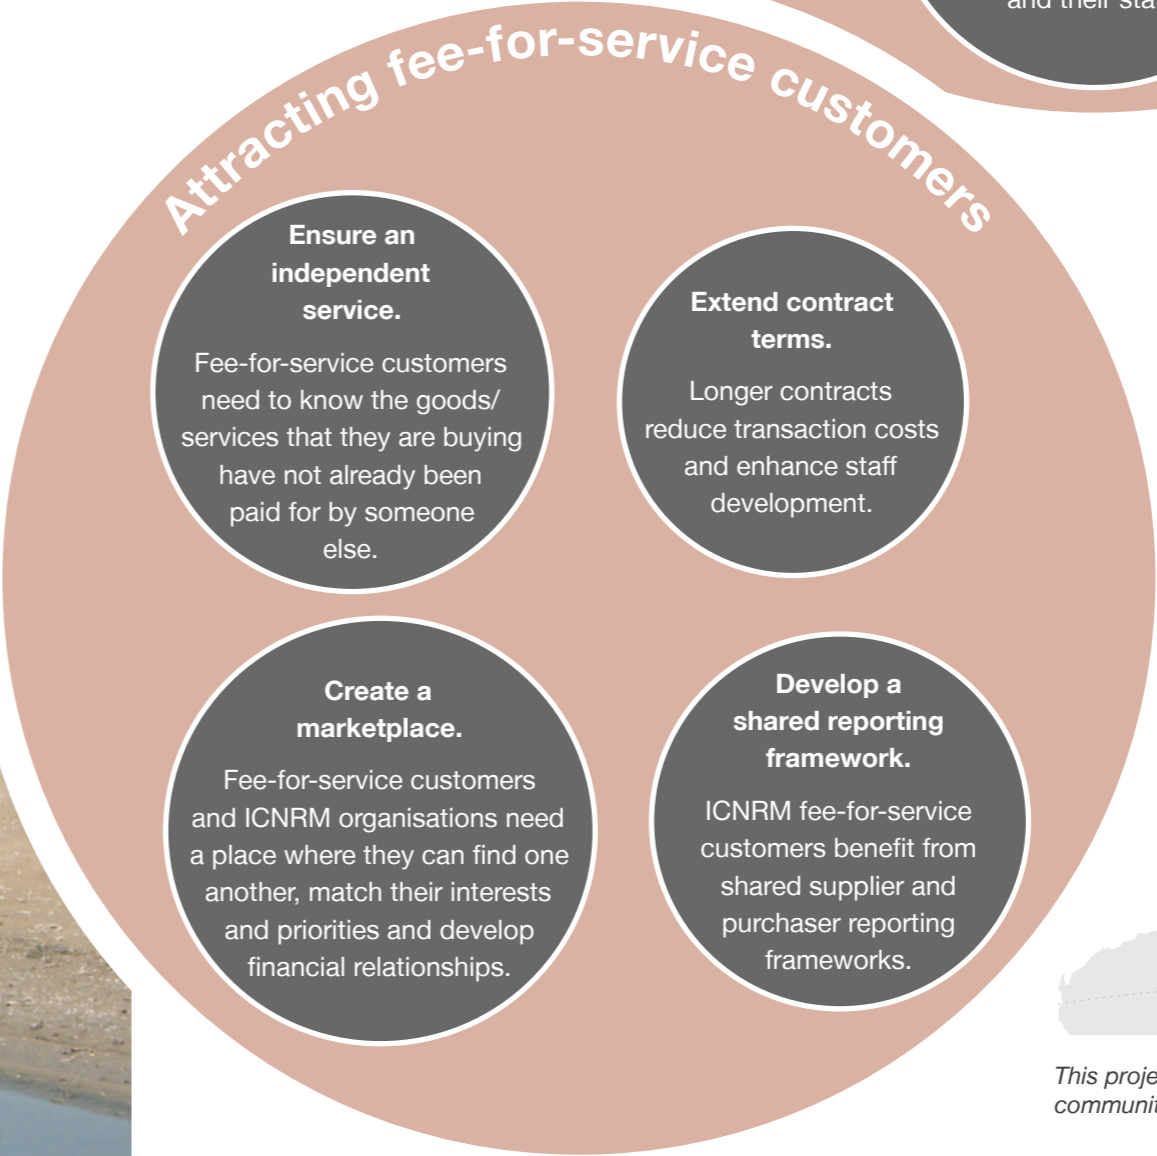 and their sta
Attracting fee-for-service customers
Ensure an
independent
service.
Fee-for-service customers
need to know the goods/
services that they are buying
have not already been
paid for by someone
else.
Extend contract
terms.
Longer contracts
reduce transaction costs
and enhance staff
development.
Create a
marketplace.
Fee-for-service customers
and ICNRM organisations need
a place where they can find one
another, match their interests
and priorities and develop
financial relationships.
Develop a
shared reporting
framework.
ICNRM fee-for-service
customers benefit from
shared supplier and
purchaser reporting
frameworks.
This proje
communit